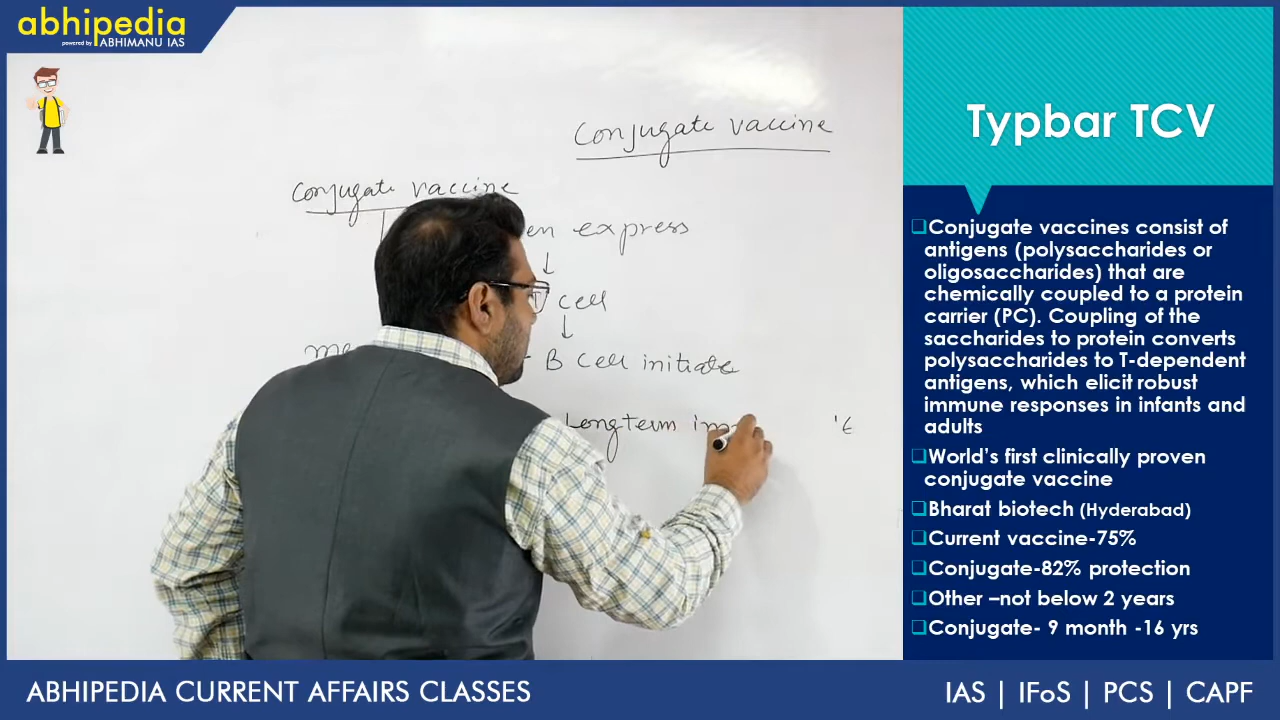 abhipedia
powered by ABHIMANU IAS
Conjugate vaccine
Conjugate vaccine
en express
cell
B cell initiate
Longterm im
Typbar TCV
Conjugate vaccines consist of
antigens (polysaccharides or
oligosaccharides) that are
chemically coupled to a protein
carrier (PC). Coupling of the
saccharides to protein converts
polysaccharides to T-dependent
antigens, which elicit robust
immune responses in infants and
adults
World's first clinically proven
conjugate vaccine
Bharat biotech (Hyderabad)
Current vaccine-75%
Conjugate-82% protection
Other –not below 2 years
Conjugate- 9 month -16 yrs
ABHIPEDIA CURRENT AFFAIRS CLASSES
IAS | IFoS | PCS | CAPF